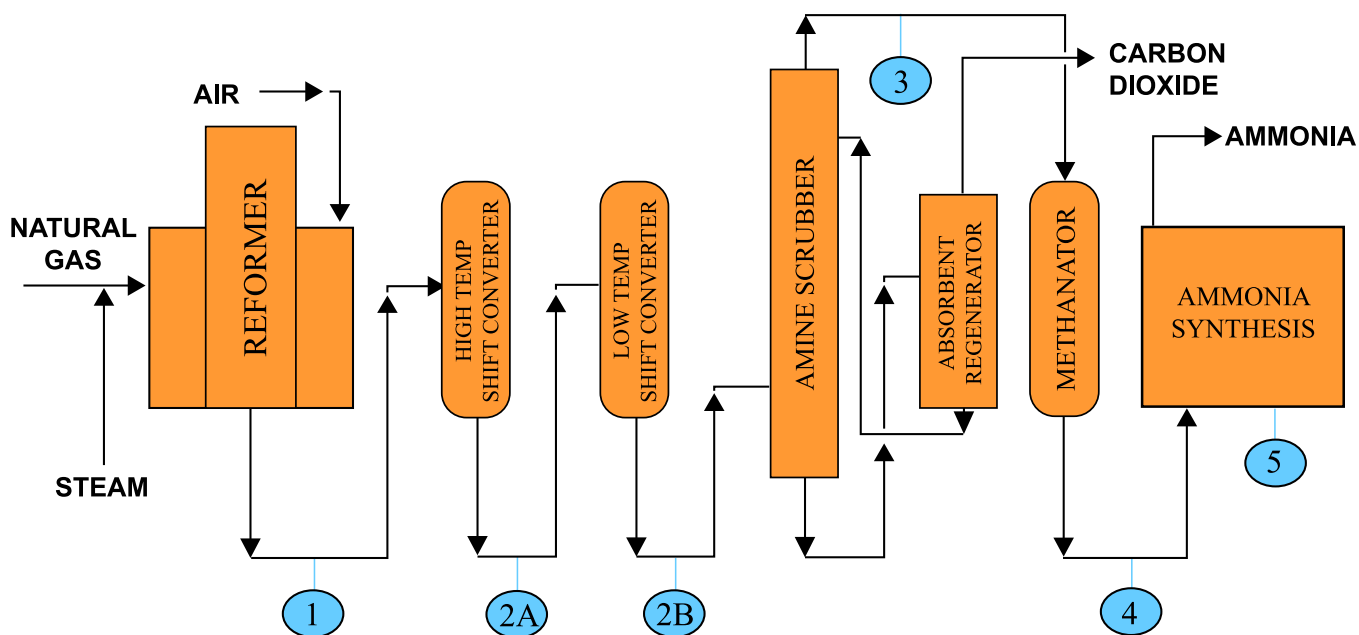 AIR
NATURAL
GAS
STEAM
REFORMER
1
HIGH TEMP
SHIFT CONVERTER
2A
LOW TEMP
SHIFT CONVERTER
2B
AMINE SCRUBBER
3
CARBON
DIOXIDE
ABSORBENT
REGENERATOR
METHANATOR
4
AMMONIA
AMMONIA
SYNTHESIS
5